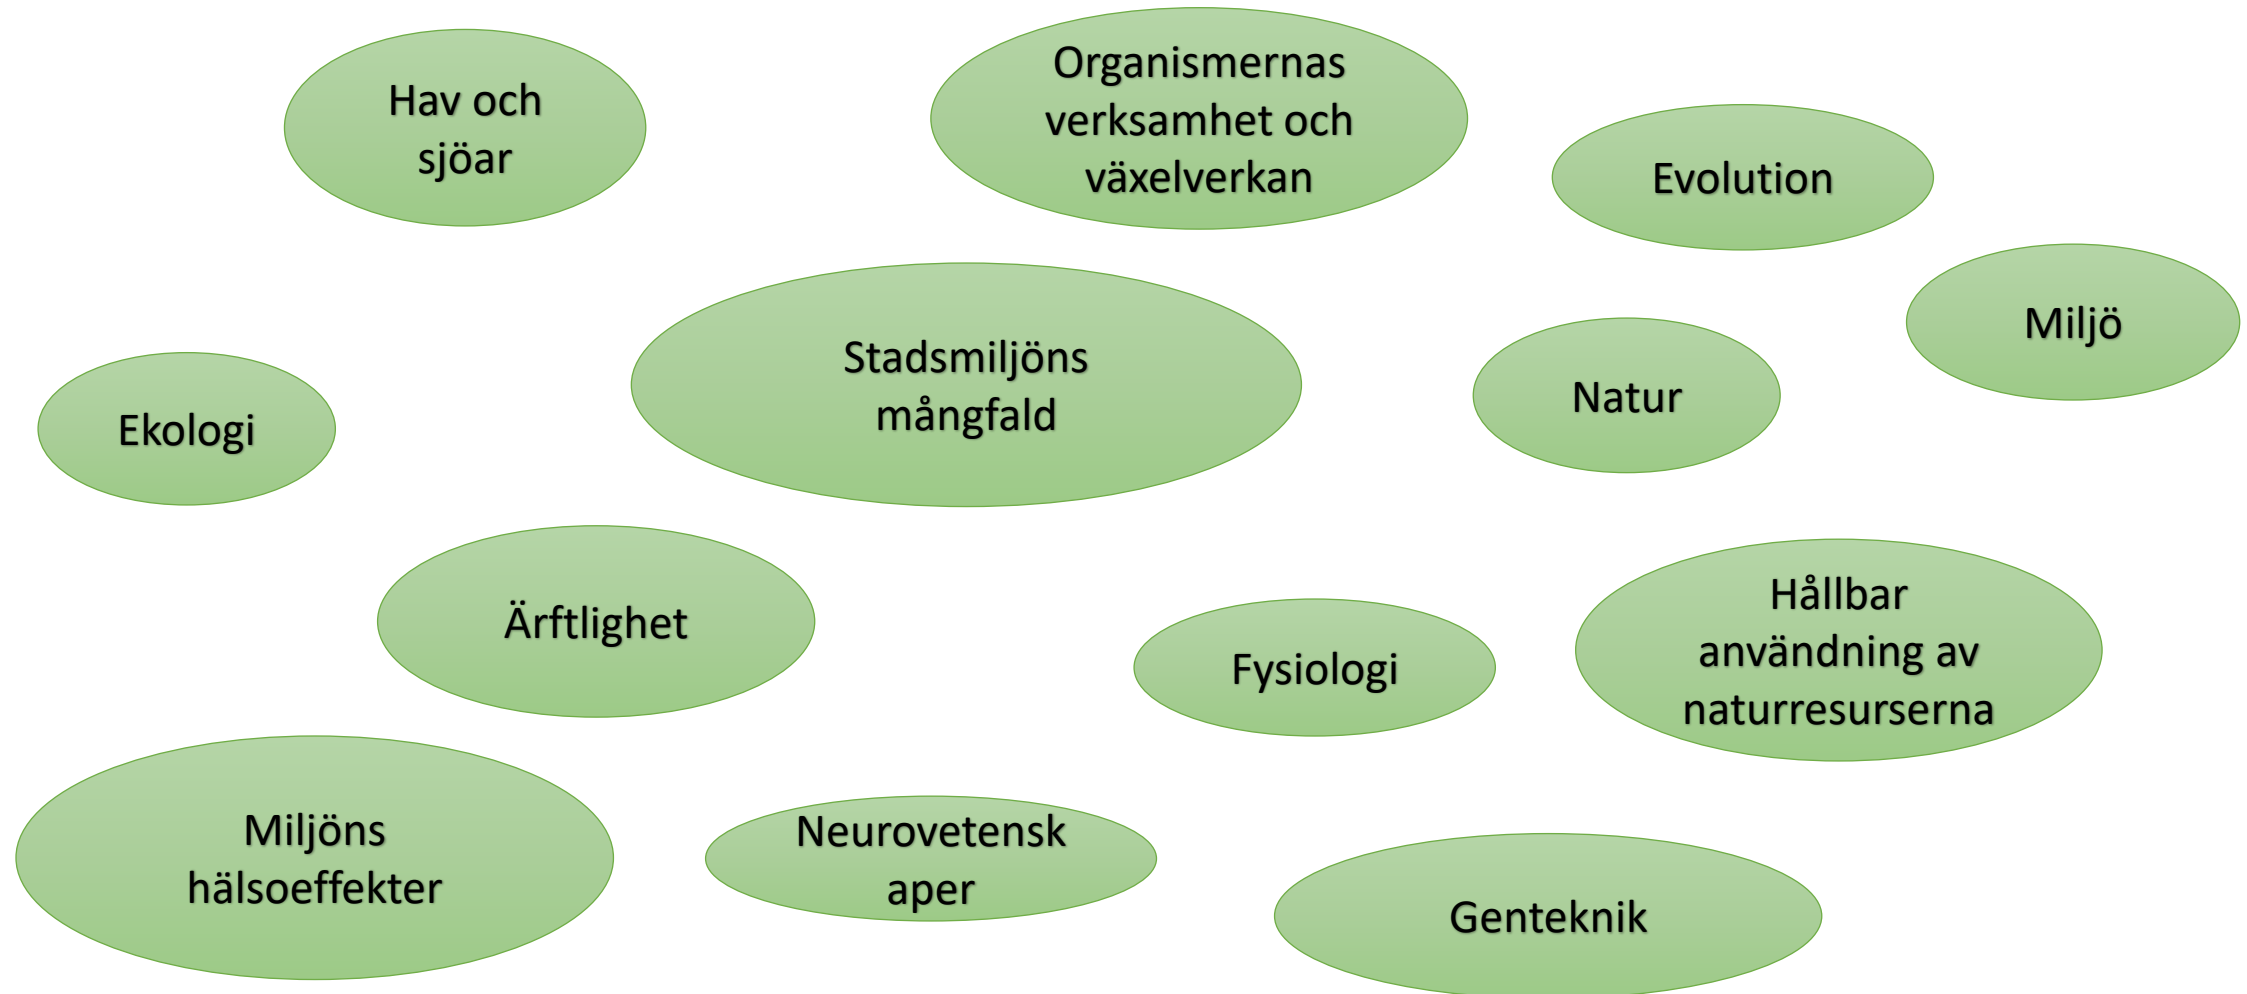 Hav och
sjöar
Organismernas
verksamhet och
växelverkan
Evolution
Miljö
Stadsmiljöns
mångfald
Natur
Ekologi
Ärftlighet
Fysiologi
Hållbar
användning av
naturresurserna
Miljöns
hälsoeffekter
Neurovetensk
aper
Genteknik